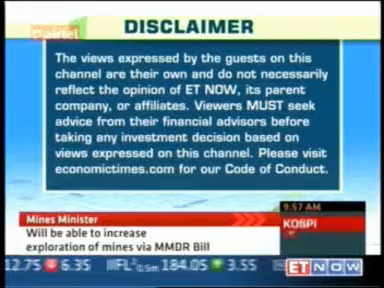 airtel
DISCLAIMER
The views expressed by the guests on this
channel are their own and do not necessarily
reflect the opinion of ET NOW, its parent
company, or affiliates. Viewers MUST seek
advice from their financial advisors before
taking any investment decision based on
views expressed on this channel. Please visit
economictimes.com for our Code of Conduct.
9:57 AM
Mines Minister
KOSPI
Will be able to increase
exploration of mines via MMDR Bill
12.75 6.35 IIFL 0.5m 184.05 3.55
ET NOW